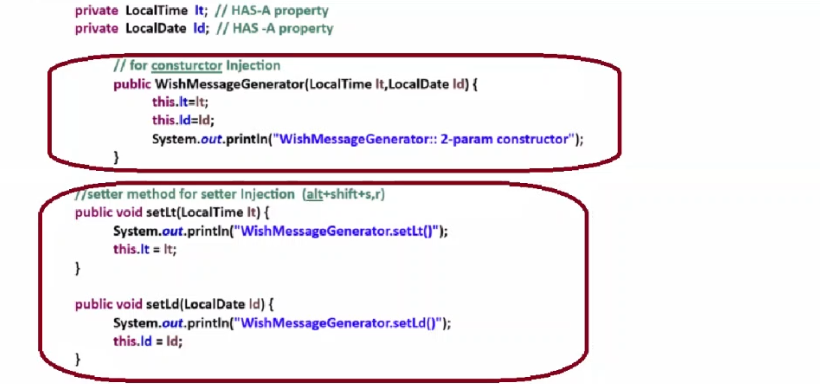 private LocalTime lt; // HAS-A property
private LocalDate ld; // HAS -A property
// for consturctor Injection
public WishMessageGenerator(LocalTime lt,LocalDate ld) {
this.lt=lt;
this.ld=ld;
System.out.println("WishMessageGenerator:: 2-param constructor");
}
//setter method for setter Injection (alt+shift+s,r)
public void setLt(LocalTime lt) {
System.out.println("WishMessageGenerator.setLt()");
this.lt = lt;
}
public void setLd(LocalDate ld) {
System.out.println("WishMessageGenerator.setLd()");
this.ld = ld;
}